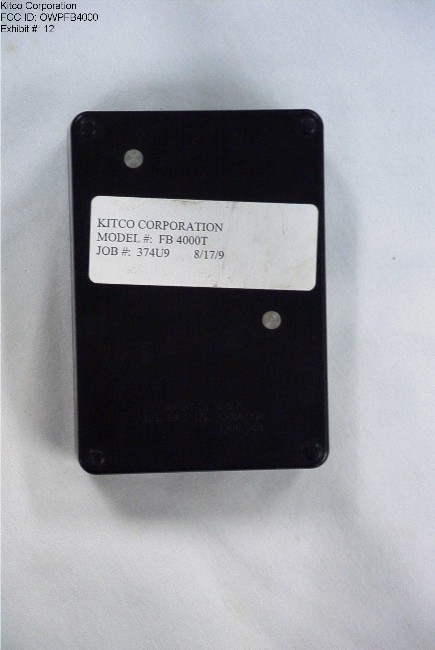 Kitco Corporation
FCC ID: OWPFB4000
Exhibit #: 12
KITCO CORPORATION
MODEL #: FB 4000T
JOB #: 374U9 8/17/9